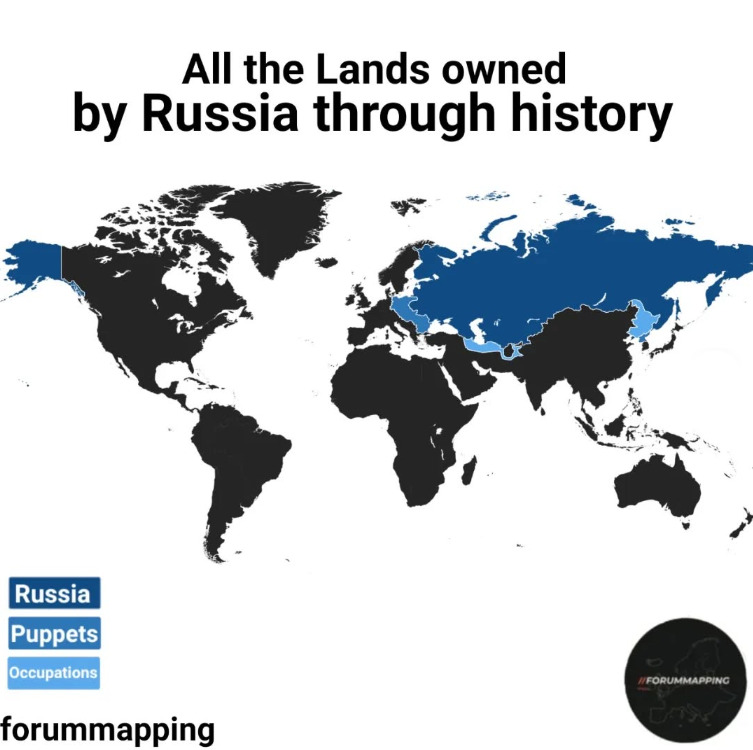 All the Lands owned
by Russia through history
Russia
Puppets
Occupations
//FORUMMAPPING
forummapping